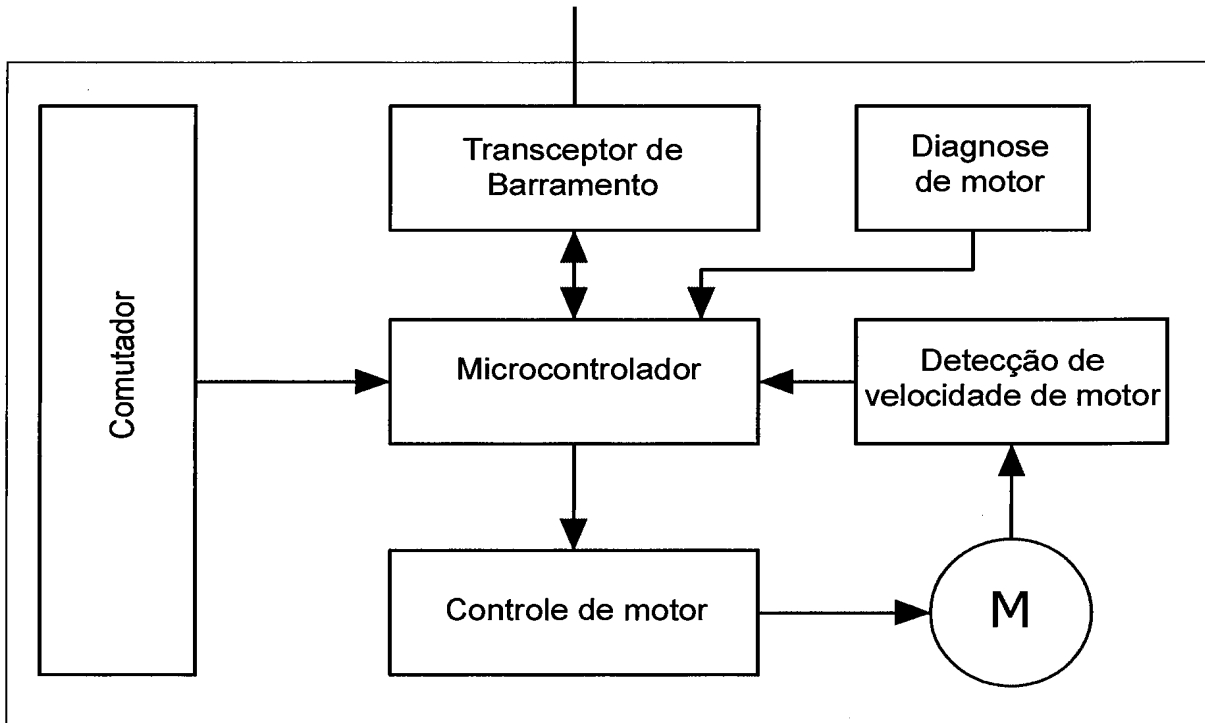 Transceptor de
Barramento
Diagnose
de motor
Comutador
Microcontrolador
Detecção de
velocidade de motor
Controle de motor
M